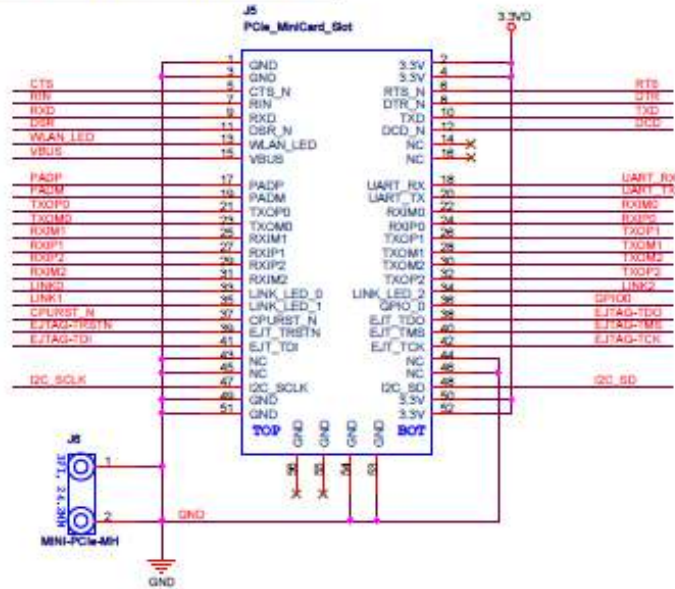 J5
PCIe_MiniCard_Slot
3.3VD
1 GND 3.3V 2
3 GND 3.3V 4
CTS 5 CTS_N RTS_N 6 RTS
RIN 7 RIN DTR_N 8 DTR
RXD 9 RXD TXD 10 TXD
DSR 11 DSR_N DCD_N 12 DCD
WLAN_LED 13 WLAN_LED NC 14
VBUS 15 VBUS NC 16
PADP 17 PADP UART_RX 18 UART_RX
PADM 19 PADM UART_TX 20 UART_TX
TXOP0 21 TXOP0 RXIM0 22 RXIM0
TXOM0 23 TXOM0 RXIP0 24 RXIP0
RXIM1 25 RXIM1 TXOP1 26 TXOP1
RXIP1 27 RXIP1 TXOM1 28 TXOM1
RXIP2 29 RXIP2 TXOM2 30 TXOM2
RXIM2 31 RXIM2 TXOP2 32 TXOP2
LINK0 33 LINK_LED_0 LINK_LED_2 34 LINK2
LINK1 35 LINK_LED_1 GPIO_0 36 GPIO0
CPURST_N 37 CPURST_N EJT_TDO 38 EJTAG-TDO
EJTAG-TRSTN 39 EJT_TRSTN EJT_TMS 40 EJTAG-TMS
EJTAG-TDI 41 EJT_TDI EJT_TCK 42 EJTAG-TCK
43 NC NC 44
45 NC NC 46
I2C_SCLK 47 I2C_SCLK I2C_SD 48 I2C_SD
49 GND 3.3V 50
51 GND 3.3V 52
TOP GND GND GND GND BOT
56 55 54 53
J6
1
2
MINI-PCIe-MH
GND
GND